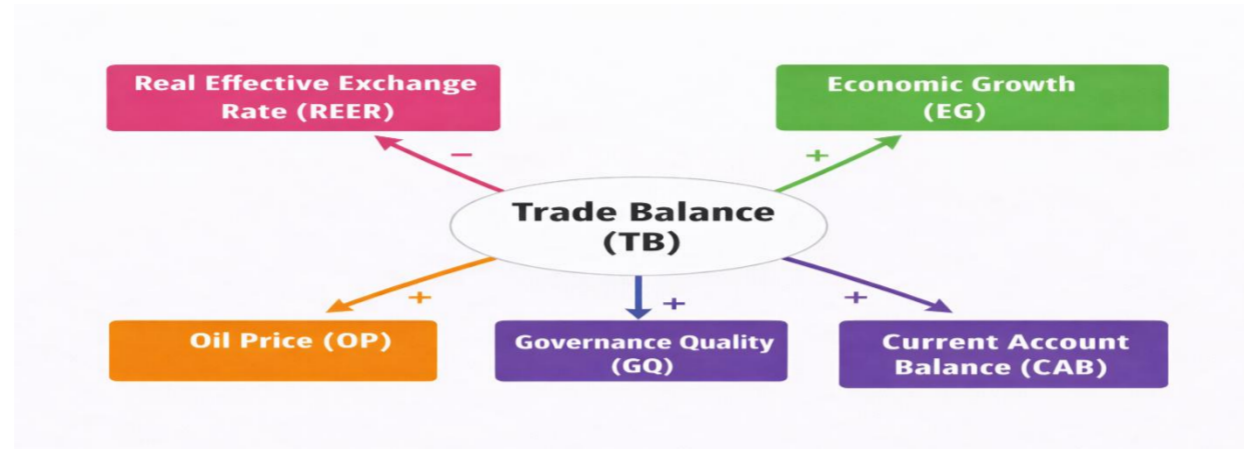 Real Effective Exchange
Rate (REER)
Economic Growth
(EG)
−
+
Trade Balance
(TB)
+
+
+
Oil Price (OP)
Governance Quality
(GQ)
Current Account
Balance (CAB)